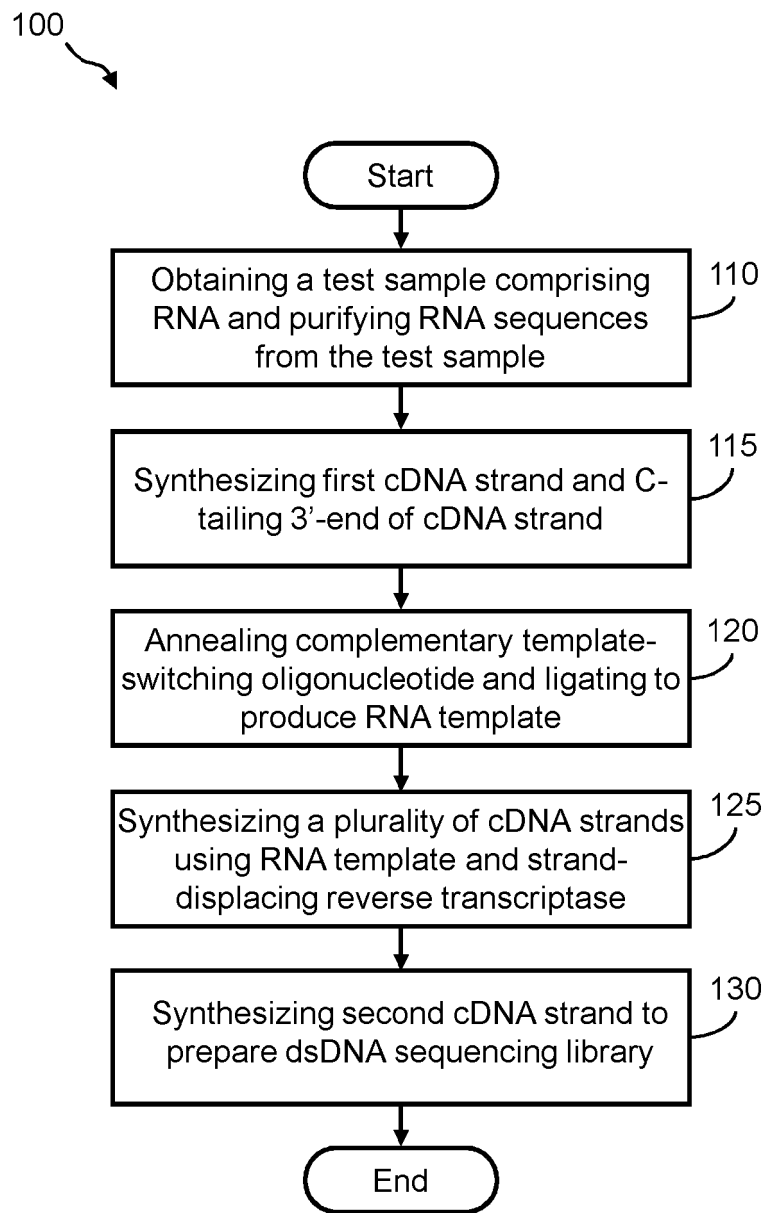 100
Start
Obtaining a test sample comprising
RNA and purifying RNA sequences
from the test sample
110
Synthesizing first cDNA strand and C-
tailing 3’-end of cDNA strand
115
Annealing complementary template-
switching oligonucleotide and ligating to
produce RNA template
120
Synthesizing a plurality of cDNA strands
using RNA template and strand-
displacing reverse transcriptase
125
Synthesizing second cDNA strand to
prepare dsDNA sequencing library
130
End